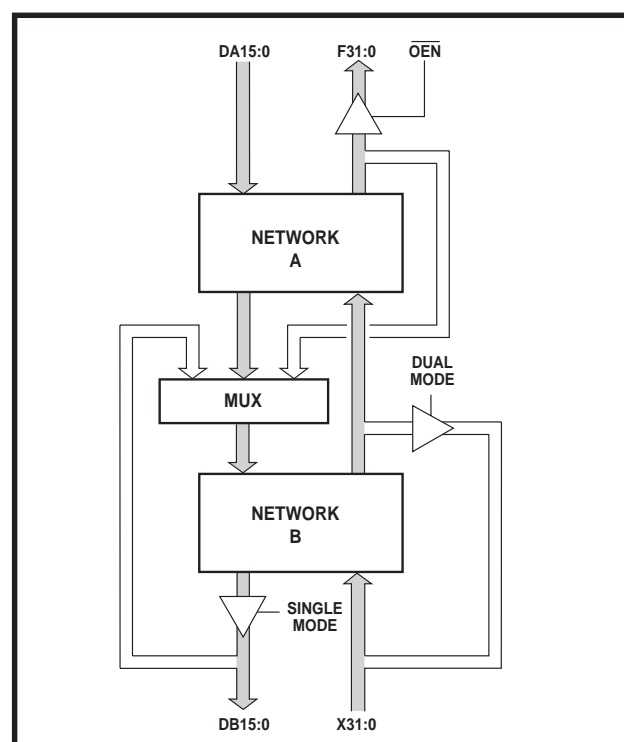 DA15:0 F31:0 OEN
NETWORK
A
DUAL
MODE
MUX
NETWORK
B
SINGLE
MODE
DB15:0 X31:0